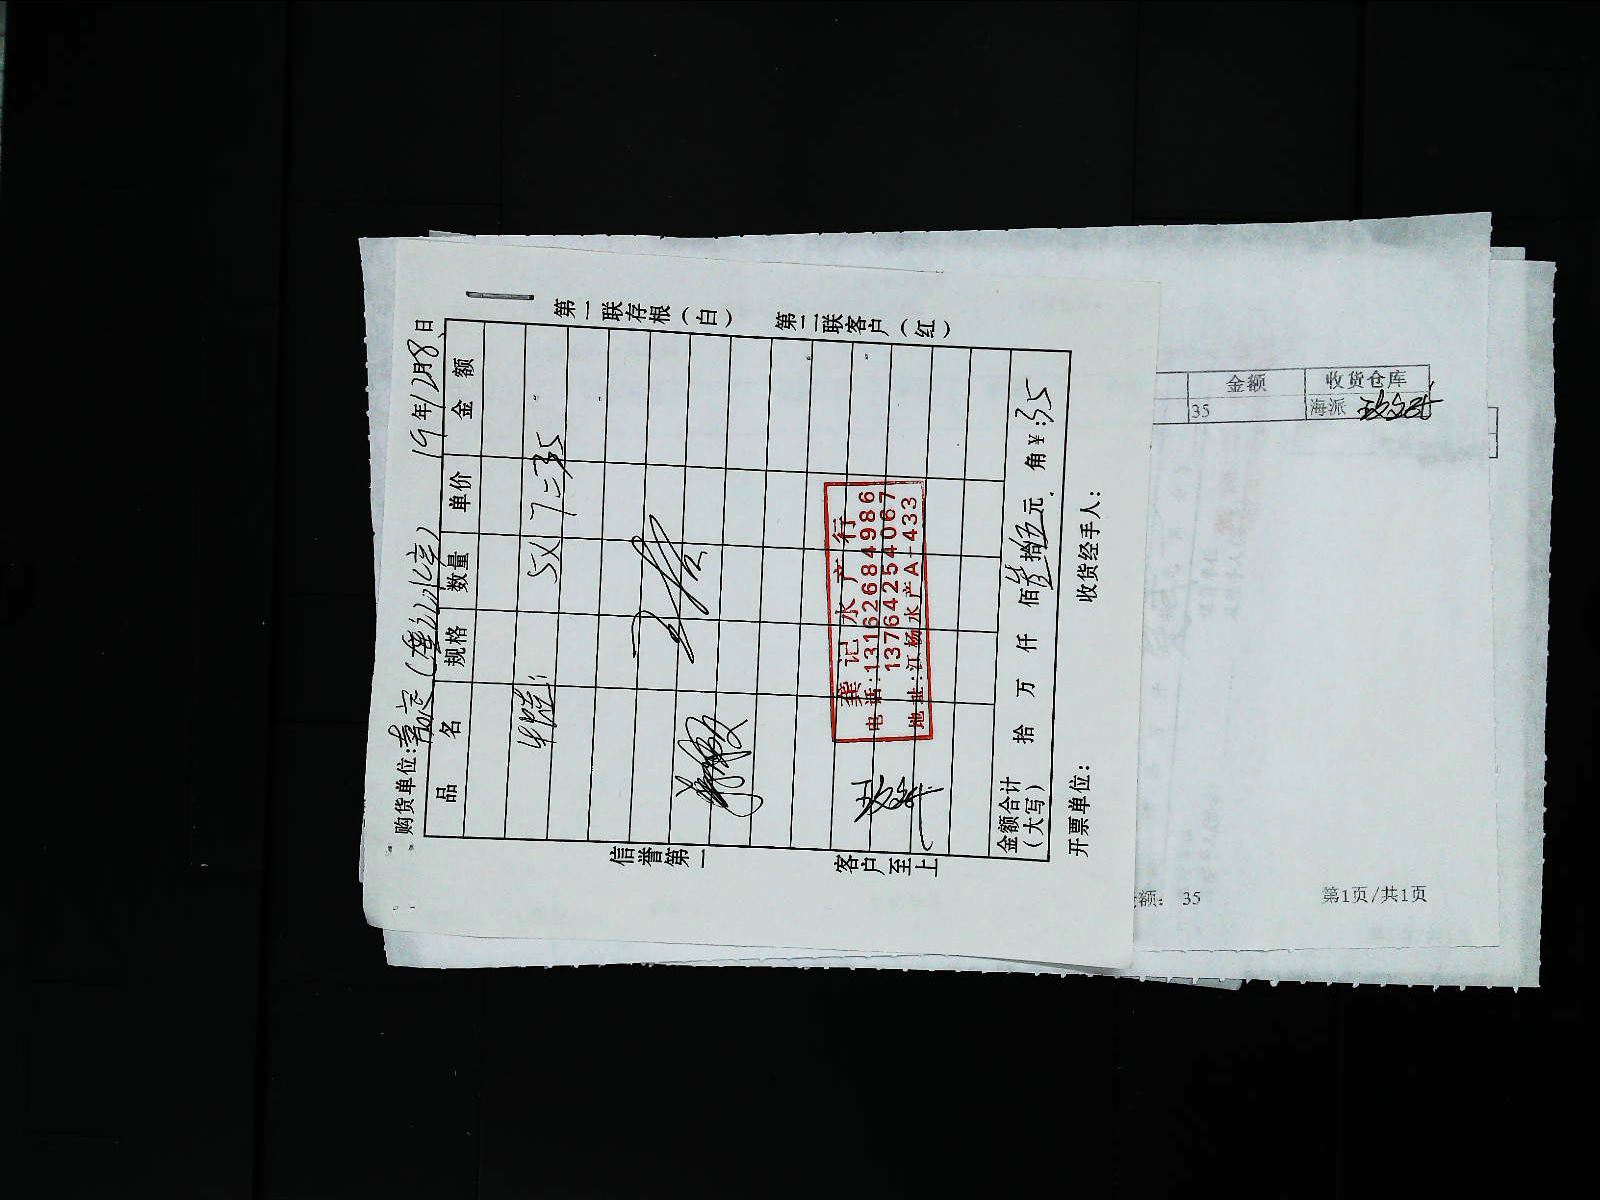 购货单位:
19年12月8日
品名 规格 数量 单价 金额
5X7=35
龚记水产行
电话:13162684986
13764254067
地址:江杨水产A-433
金额合计(大写) 拾 万 仟 佰 叁拾伍元 角 ¥:35
开票单位: 收货经手人:
信誉第一 客户至上
第一联存根(白) 第二联客户(红)
金额 收货仓库
35 海派
额: 35 第1页/共1页